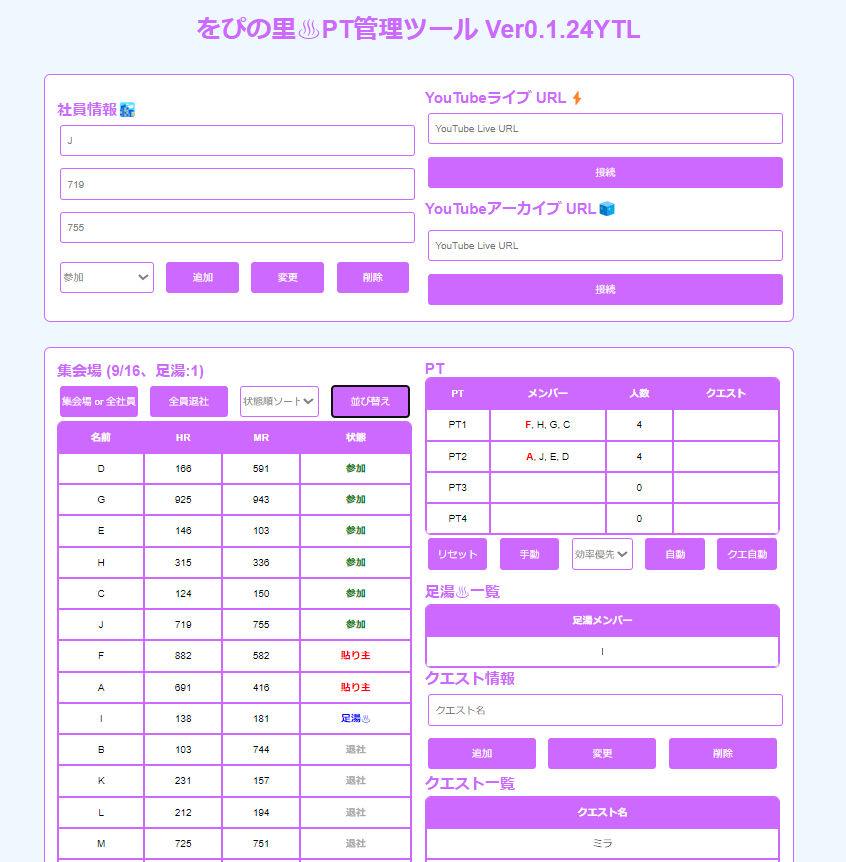 をぴの里♨PT管理ツール Ver0.1.24YTL
社員情報
J
719
755
参加 追加 変更 削除
YouTubeライブ URL⚡
YouTube Live URL
接続
YouTubeアーカイブ URL
YouTube Live URL
接続
集会場 (9/16、足湯:1)
集会場 or 全社員 全員退社 状態順ソート 並び替え
名前 HR MR 状態
D 166 591 参加
G 925 943 参加
E 146 103 参加
H 315 336 参加
C 124 150 参加
J 719 755 参加
F 882 582 貼り主
A 691 416 貼り主
I 138 181 足湯♨
B 103 744 退社
K 231 157 退社
L 212 194 退社
M 725 751 退社
PT
PT メンバー 人数 クエスト
PT1 F, H, G, C 4
PT2 A, J, E, D 4
PT3 0
PT4 0
リセット 手動 効率優先 自動 クエ自動
足湯♨一覧
足湯メンバー
I
クエスト情報
クエスト名
追加 変更 削除
クエスト一覧
クエスト名
ミラ